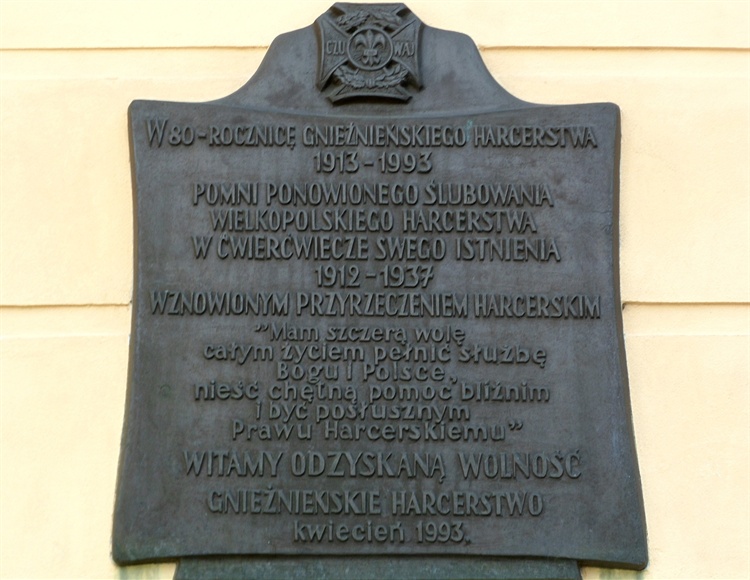 CZUWAJ
W 80-ROCZNICĘ GNIEŹNIEŃSKIEGO HARCERSTWA
1913-1993
POMNI PONOWIONEGO ŚLUBOWANIA
WIELKOPOLSKIEGO HARCERSTWA
W ĆWIERĆWIECZE SWEGO ISTNIENIA
1912-1937
WZNOWIONYM PRZYRZECZENIEM HARCERSKIM
"Mam szczerą wolę
całym życiem pełnić służbę
Bogu i Polsce,
nieść chętną pomoc bliźnim
i być posłusznym
Prawu Harcerskiemu"
WITAMY ODZYSKANĄ WOLNOŚĆ
GNIEŹNIEŃSKIE HARCERSTWO
kwiecień 1993.